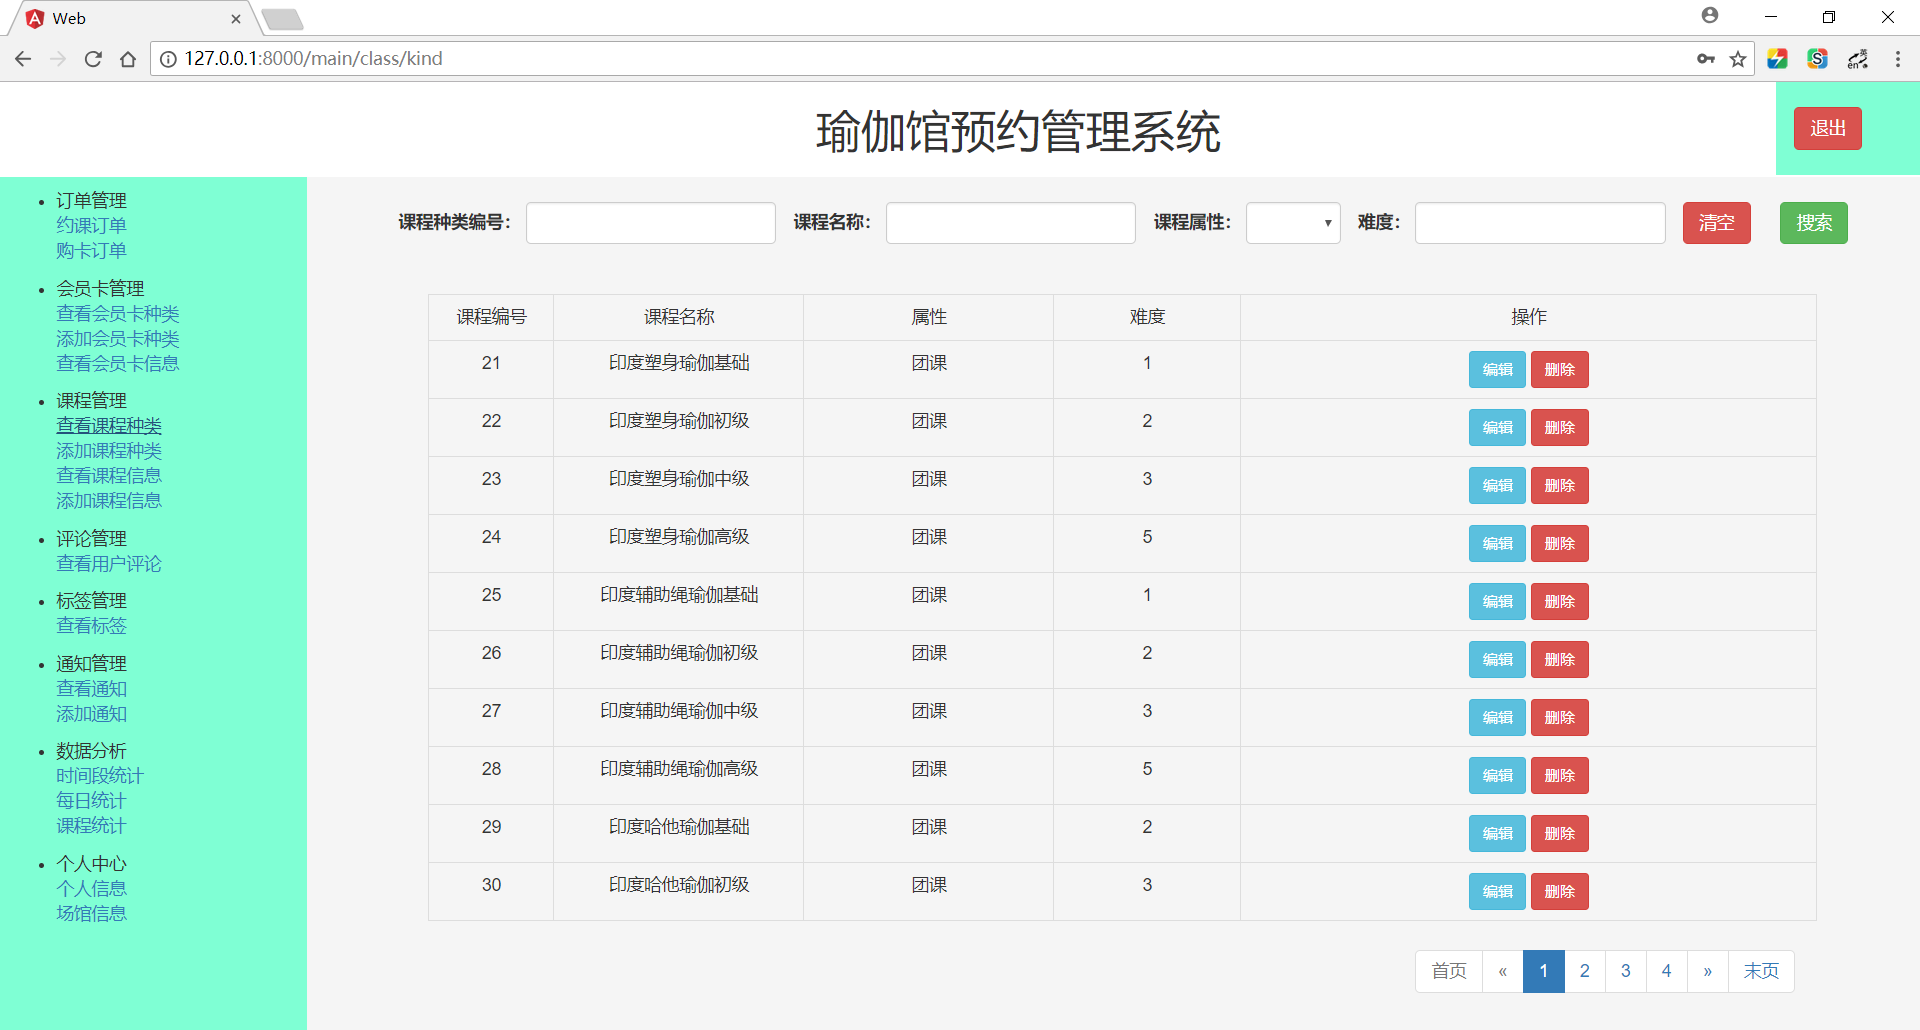 Web
127.0.0.1:8000/main/class/kind
瑜伽馆预约管理系统
退出
订单管理
约课订单
购卡订单
会员卡管理
查看会员卡种类
添加会员卡种类
查看会员卡信息
课程管理
查看课程种类
添加课程种类
查看课程信息
添加课程信息
评论管理
查看用户评论
标签管理
查看标签
通知管理
查看通知
添加通知
数据分析
时间段统计
每日统计
课程统计
个人中心
个人信息
场馆信息
课程种类编号: 课程名称: 课程属性: 难度: 清空 搜索
课程编号 课程名称 属性 难度 操作
21 印度塑身瑜伽基础 团课 1 编辑 删除
22 印度塑身瑜伽初级 团课 2 编辑 删除
23 印度塑身瑜伽中级 团课 3 编辑 删除
24 印度塑身瑜伽高级 团课 5 编辑 删除
25 印度辅助绳瑜伽基础 团课 1 编辑 删除
26 印度辅助绳瑜伽初级 团课 2 编辑 删除
27 印度辅助绳瑜伽中级 团课 3 编辑 删除
28 印度辅助绳瑜伽高级 团课 5 编辑 删除
29 印度哈他瑜伽基础 团课 2 编辑 删除
30 印度哈他瑜伽初级 团课 3 编辑 删除
首页 « 1 2 3 4 » 末页